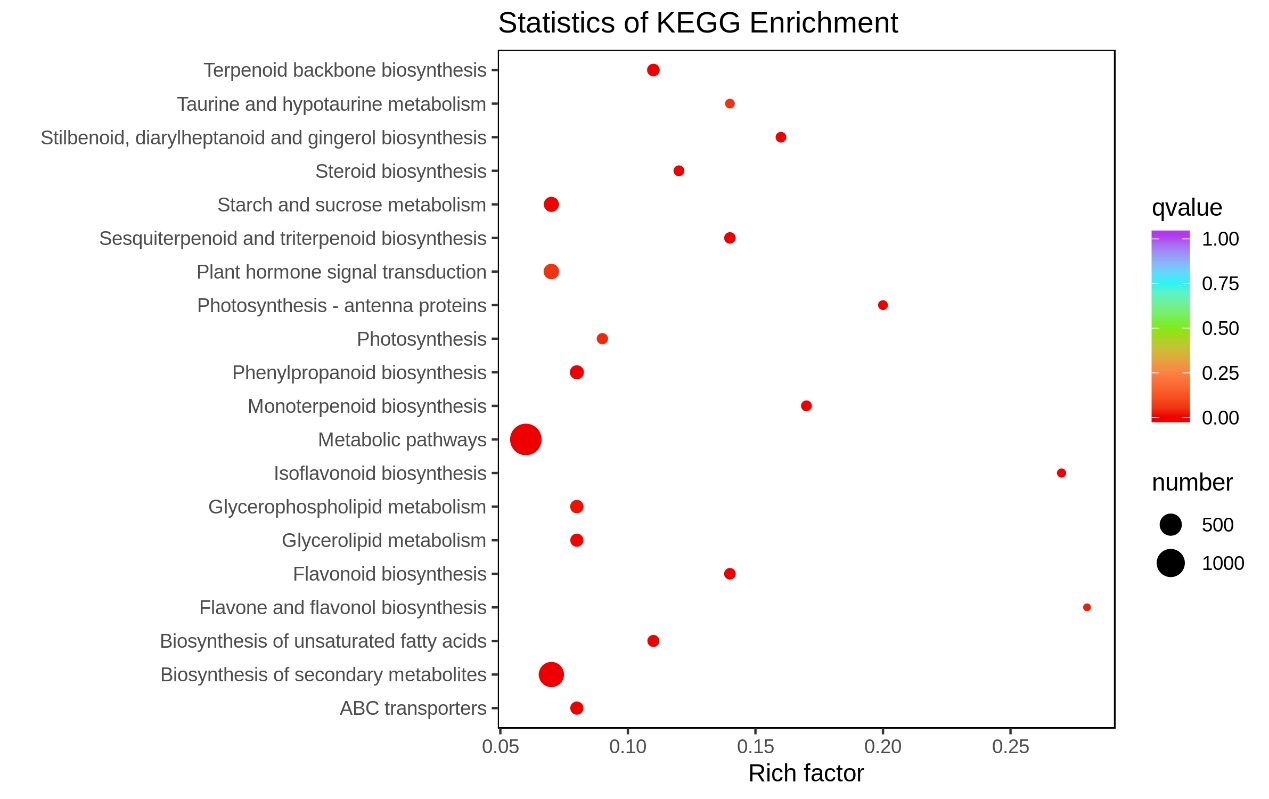 Statistics of KEGG Enrichment
Terpenoid backbone biosynthesis
Taurine and hypotaurine metabolism
Stilbenoid, diarylheptanoid and gingerol biosynthesis
Steroid biosynthesis
Starch and sucrose metabolism
Sesquiterpenoid and triterpenoid biosynthesis
Plant hormone signal transduction
Photosynthesis - antenna proteins
Photosynthesis
Phenylpropanoid biosynthesis
Monoterpenoid biosynthesis
Metabolic pathways
Isoflavonoid biosynthesis
Glycerophospholipid metabolism
Glycerolipid metabolism
Flavonoid biosynthesis
Flavone and flavonol biosynthesis
Biosynthesis of unsaturated fatty acids
Biosynthesis of secondary metabolites
ABC transporters
0.05 0.10 0.15 0.20 0.25
Rich factor
qvalue
1.00
0.75
0.50
0.25
0.00
number
500
1000